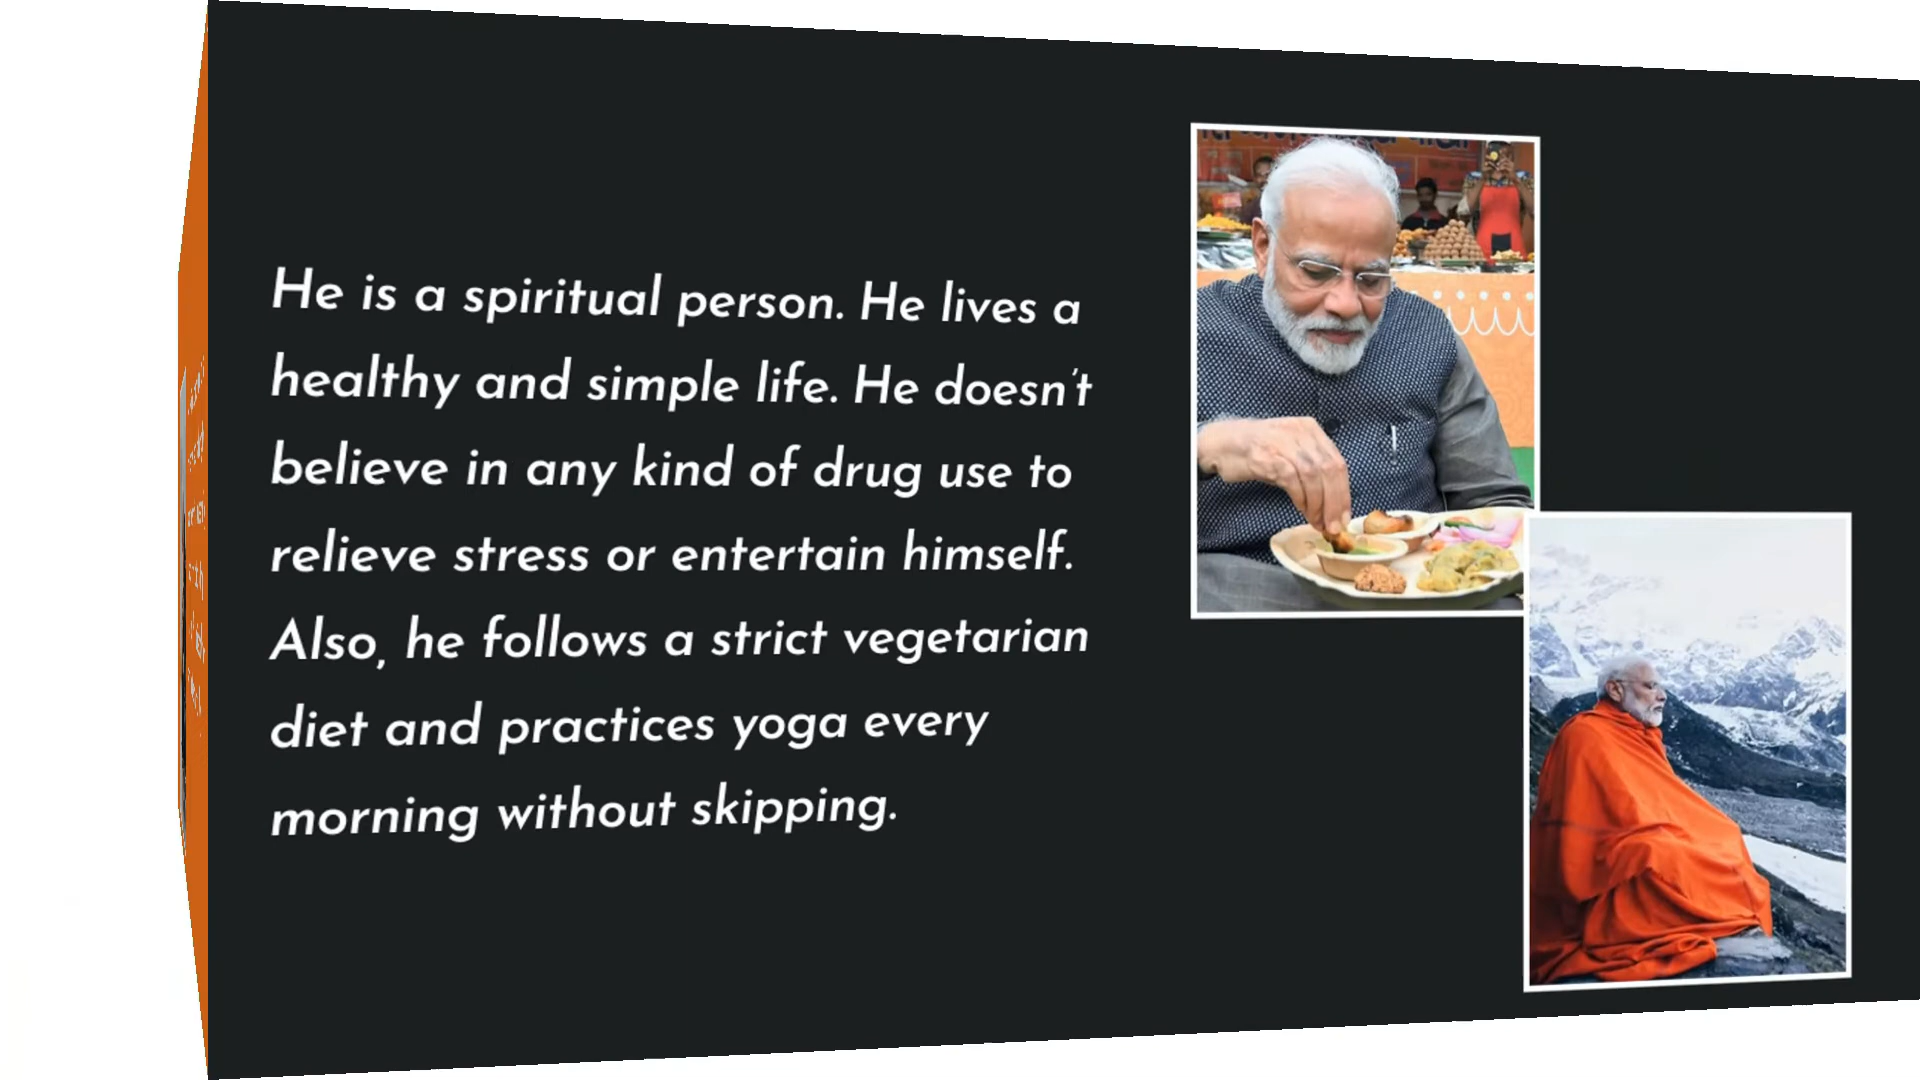 He is a spiritual person. He lives a
healthy and simple life. He doesn't
believe in any kind of drug use to
relieve stress or entertain himself.
Also, he follows a strict vegetarian
diet and practices yoga every
morning without skipping.